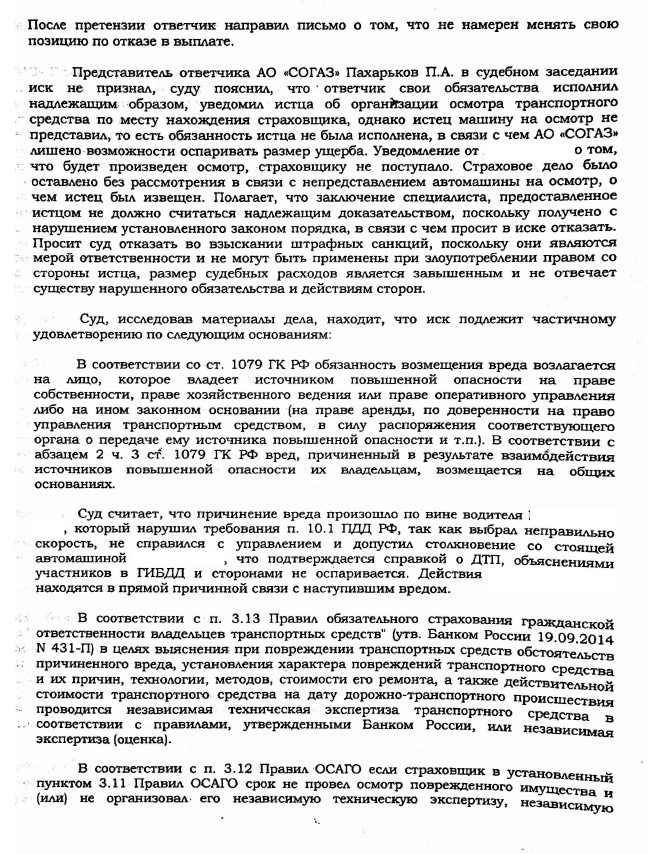 После претензии ответчик направил письмо о том, что не намерен менять свою
позицию по отказе в выплате.
Представитель ответчика АО «СОГАЗ» Пахарьков П.А. в судебном заседании
иск не признал, суду пояснил, что ответчик свои обязательства исполнил
надлежащим образом, уведомил истца об организации осмотра транспортного
средства по месту нахождения страховщика, однако истец машину на осмотр не
представил, то есть обязанность истца не была исполнена, в связи с чем АО «СОГАЗ»
лишено возможности оспаривать размер ущерба. Уведомление от о том,
что будет произведен осмотр, страховщику не поступало. Страховое дело было
оставлено без рассмотрения в связи с непредставлением автомашины на осмотр, о
чем истец был извещен. Полагает, что заключение специалиста, предоставленное
истцом не должно считаться надлежащим доказательством, поскольку получено с
нарушением установленного законом порядка, в связи с чем просит в иске отказать.
Просит суд отказать во взыскании штрафных санкций, поскольку они являются
мерой ответственности и не могут быть применены при злоупотреблении правом со
стороны истца, размер судебных расходов является завышенным и не отвечает
существу нарушенного обязательства и действиям сторон.
Суд, исследовав материалы дела, находит, что иск подлежит частичному
удовлетворению по следующим основаниям:
В соответствии со ст. 1079 ГК РФ обязанность возмещения вреда возлагается
на лицо, которое владеет источником повышенной опасности на праве
собственности, праве хозяйственного ведения или праве оперативного управления
либо на ином законном основании (на праве аренды, по доверенности на право
управления транспортным средством, в силу распоряжения соответствующего
органа о передаче ему источника повышенной опасности и т.п.). В соответствии с
абзацем 2 ч. 3 ст. 1079 ГК РФ вред, причиненный в результате взаимодействия
источников повышенной опасности их владельцам, возмещается на общих
основаниях.
Суд считает, что причинение вреда произошло по вине водителя
, который нарушил требования п. 10.1 ПДД РФ, так как выбрал неправильно
скорость, не справился с управлением и допустил столкновение со стоящей
автомашиной , что подтверждается справкой о ДТП, объяснениями
участников в ГИБДД и сторонами не оспаривается. Действия
находятся в прямой причинной связи с наступившим вредом.
В соответствии с п. 3.13 Правил обязательного страхования гражданской
ответственности владельцев транспортных средств" (утв. Банком России 19.09.2014
N 431-П) в целях выяснения при повреждении транспортных средств обстоятельств
причиненного вреда, установления характера повреждений транспортного средства
и их причин, технологии, методов, стоимости его ремонта, а также действительной
стоимости транспортного средства на дату дорожно-транспортного происшествия
проводится независимая техническая экспертиза транспортного средства в
соответствии с правилами, утвержденными Банком России, или независимая
экспертиза (оценка).
В соответствии с п. 3.12 Правил ОСАГО если страховщик в установленный
пунктом 3.11 Правил ОСАГО срок не провел осмотр поврежденного имущества и
(или) не организовал его независимую техническую экспертизу, независимую